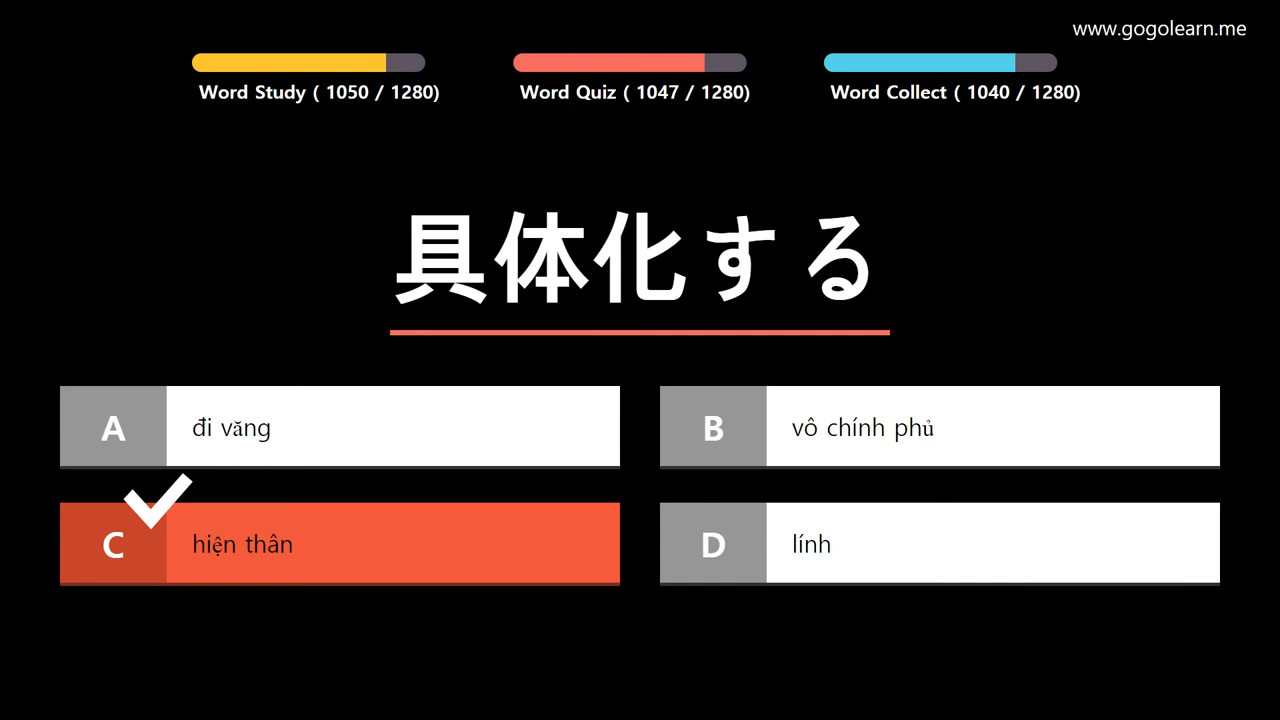 www.gogolearn.me
Word Study ( 1050 / 1280)
Word Quiz ( 1047 / 1280)
Word Collect ( 1040 / 1280)
具体化する
A
đi văng
B
vô chính phủ
C
hiện thân
D
lính